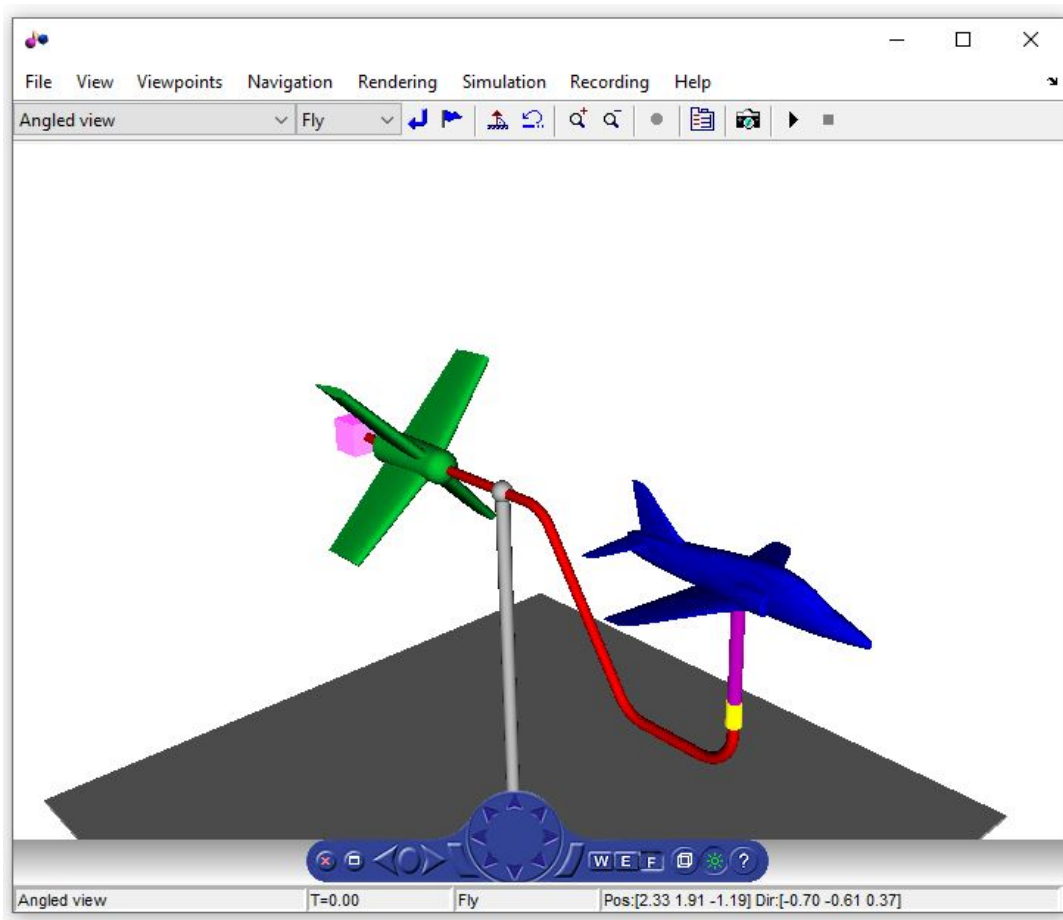 File View Viewpoints Navigation Rendering Simulation Recording Help
Angled view Fly
W E F ?
Angled view T=0.00 Fly Pos:[2.33 1.91 -1.19] Dir:[-0.70 -0.61 0.37]